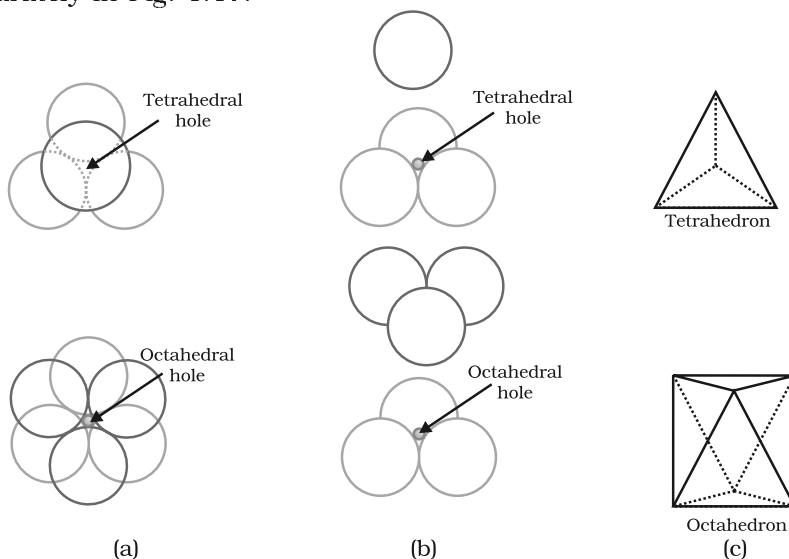 Tetrahedral
hole
Tetrahedral
hole
Tetrahedron
Octahedral
hole
Octahedral
hole
Octahedron
(a)
(b)
(c)